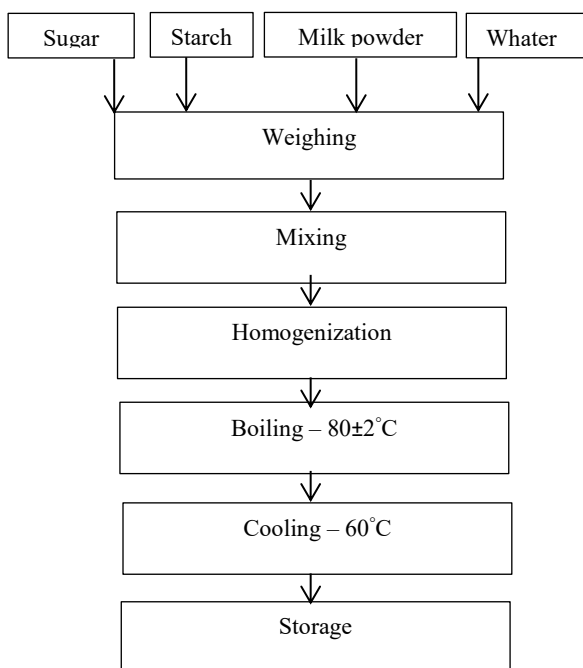 Sugar
Starch
Milk powder
Whater
Weighing
Mixing
Homogenization
Boiling – 80±2°C
Cooling – 60°C
Storage